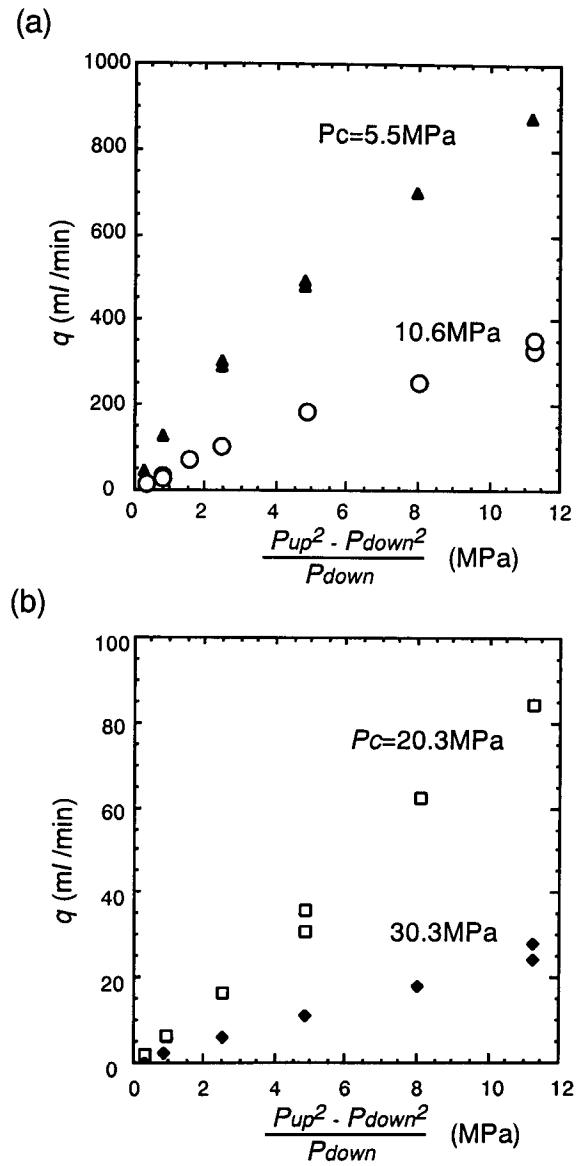 (a)
1000
800
600
400
200
0
q (ml /min)
Pc=5.5MPa
10.6MPa
0 2 4 6 8 10 12
Pup² - Pdown²
Pdown
(MPa)
(b)
100
80
60
40
20
0
q (ml /min)
Pc=20.3MPa
30.3MPa
0 2 4 6 8 10 12
Pup² - Pdown²
Pdown
(MPa)